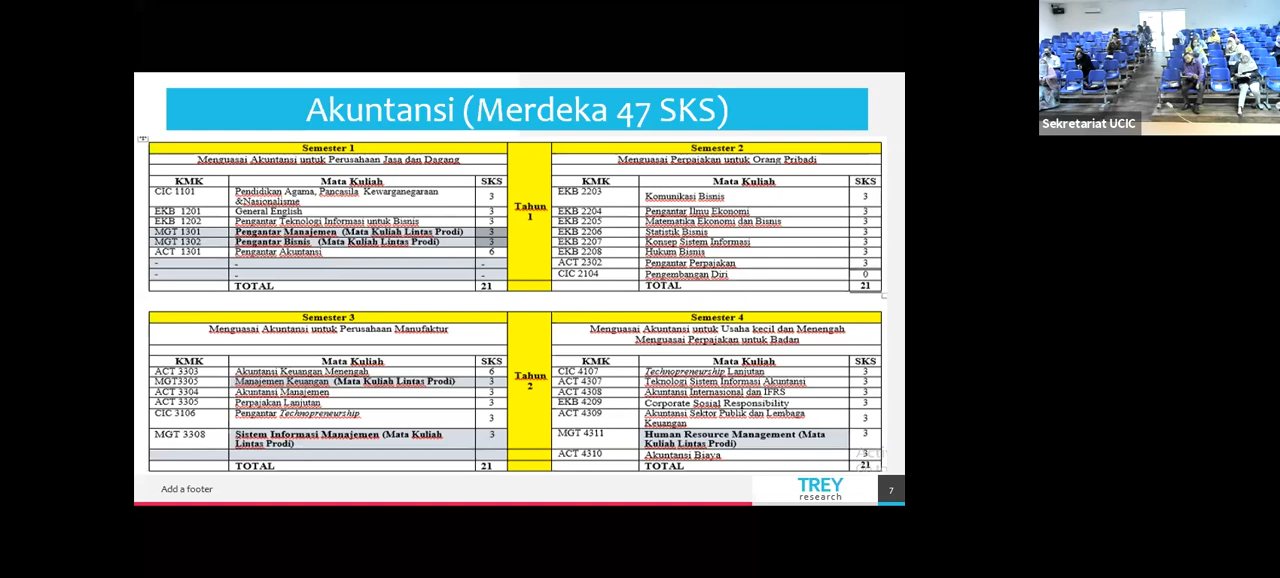 Akuntansi (Merdeka 47 SKS)
Semester 1
Menguasai Akuntansi untuk Perusahaan Jasa dan Dagang
KMK Mata Kuliah SKS
CIC 1101 Pendidikan Agama, Pancasila Kewarganegaraan &Nasionalisme 3
EKB 1201 General English 3
EKB 1202 Pengantar Teknologi Informasi untuk Bisnis 3
MGT 1301 Pengantar Manajemen (Mata Kuliah Lintas Prodi) 3
MGT 1302 Pengantar Bisnis (Mata Kuliah Lintas Prodi) 3
ACT 1301 Pengantar Akuntansi 6
- - -
- - -
TOTAL 21
Tahun
1
Semester 2
Menguasai Perpajakan untuk Orang Pribadi
KMK Mata Kuliah SKS
EKB 2203 Komunikasi Bisnis 3
EKB 2204 Pengantar Ilmu Ekonomi 3
EKB 2205 Matematika Ekonomi dan Bisnis 3
EKB 2206 Statistik Bisnis 3
EKB 2207 Konsep Sistem Informasi 3
EKB 2208 Hukum Bisnis 3
ACT 2302 Pengantar Perpajakan 3
CIC 2104 Pengembangan Diri 0
TOTAL 21
Semester 3
Menguasai Akuntansi untuk Perusahaan Manufaktur
KMK Mata Kuliah SKS
ACT 3303 Akuntansi Keuangan Menengah 6
MGT3305 Manajemen Keuangan (Mata Kuliah Lintas Prodi) 3
ACT 3304 Akuntansi Manajemen 3
ACT 3305 Perpajakan Lanjutan 3
CIC 3106 Pengantar Technopreneurship 3
MGT 3308 Sistem Informasi Manajemen (Mata Kuliah Lintas Prodi) 3
TOTAL 21
Tahun
2
Semester 4
Menguasai Akuntansi untuk Usaha kecil dan Menengah
Menguasai Perpajakan untuk Badan
KMK Mata Kuliah SKS
CIC 4107 Technopreneurship Lanjutan 3
ACT 4307 Teknologi Sistem Informasi Akuntansi 3
ACT 4308 Akuntansi Internasional dan IFRS 3
EKB 4209 Corporate Sosial Responsibility 3
ACT 4309 Akuntansi Sektor Publik dan Lembaga Keuangan 3
MGT 4311 Human Resource Management (Mata Kuliah Lintas Prodi) 3
ACT 4310 Akuntansi Biaya 3
TOTAL 21
Add a footer
TREY
research
7
Sekretariat UCIC